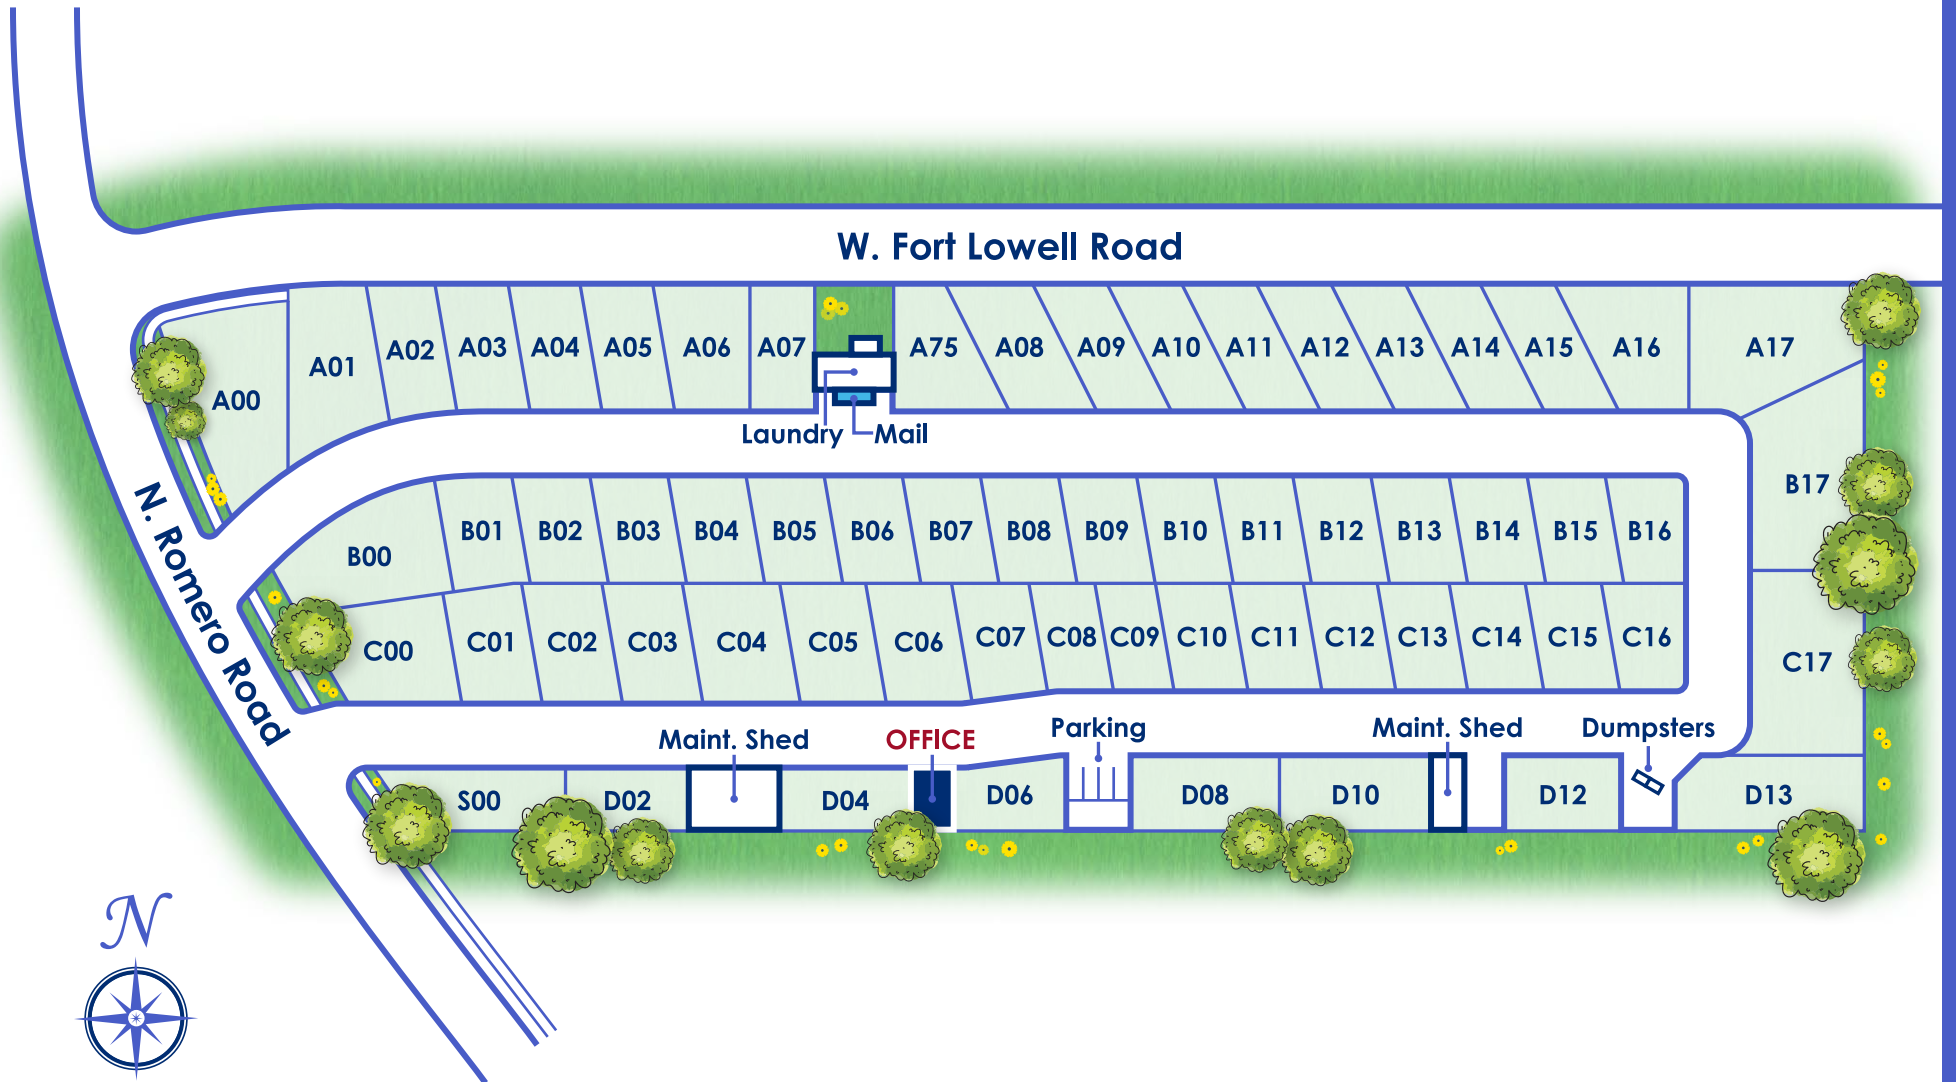 W. Fort Lowell Road
A00
A01
A02
A03
A04
A05
A06
A07
A75
A08
A09
A10
A11
A12
A13
A14
A15
A16
A17
Laundry
Mail
B17
N. Romero Road
B00
B01
B02
B03
B04
B05
B06
B07
B08
B09
B10
B11
B12
B13
B14
B15
B16
C00
C01
C02
C03
C04
C05
C06
C07
C08
C09
C10
C11
C12
C13
C14
C15
C16
C17
Maint. Shed
OFFICE
Parking
Maint. Shed
Dumpsters
S00
D02
D04
D06
D08
D10
D12
D13
N